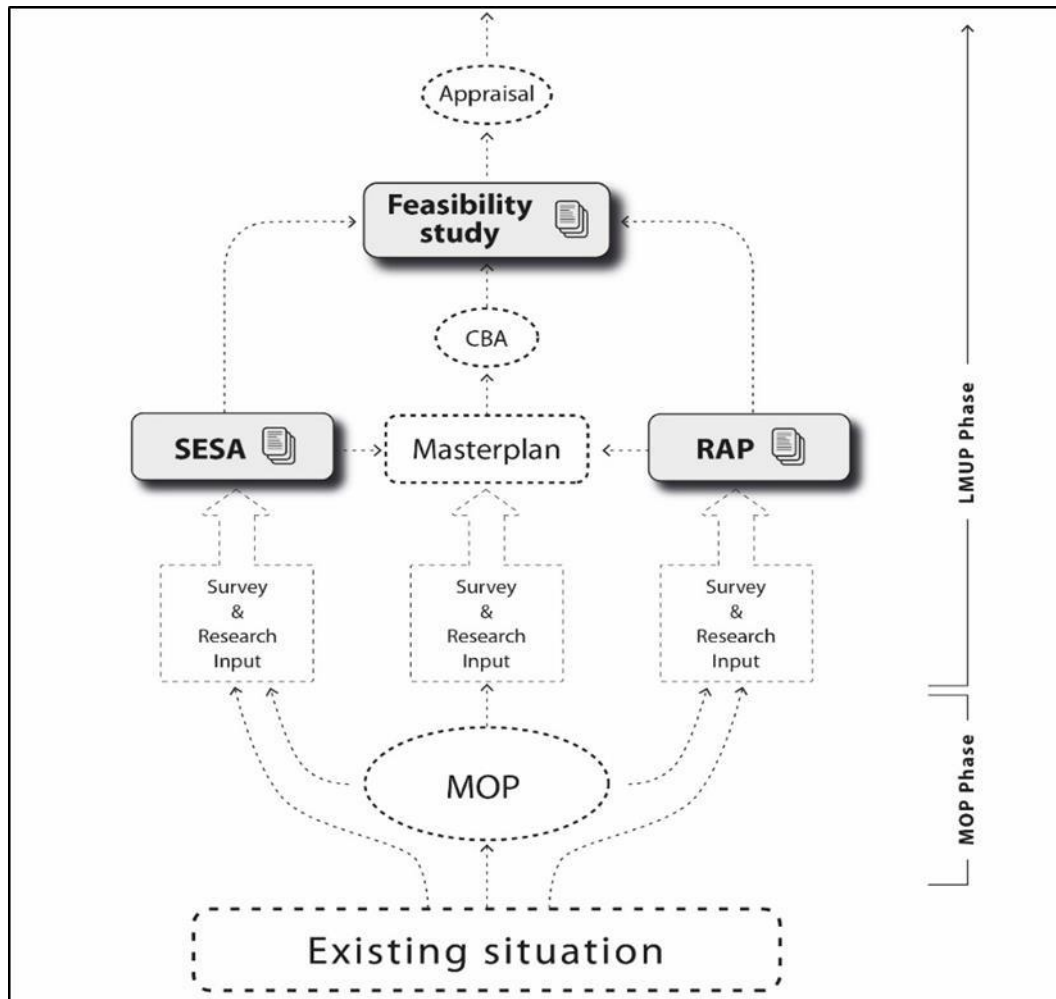 Appraisal
Feasibility
study
CBA
SESA
Masterplan
RAP
Survey
&
Research
Input
Survey
&
Research
Input
Survey
&
Research
Input
MOP
Existing situation
LMUP Phase
MOP Phase